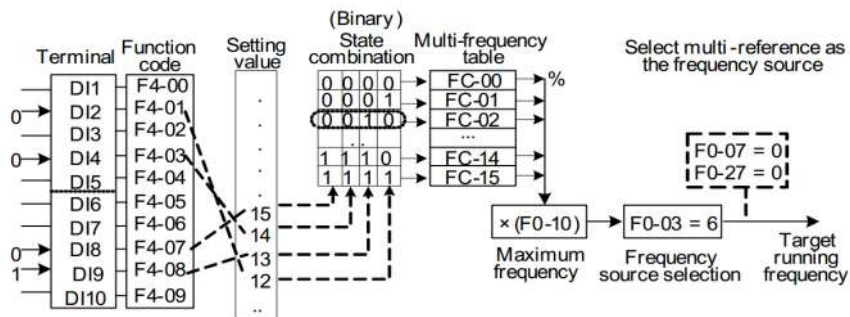 (Binary)
Terminal
Function
code
Setting
value
State
combination
Multi-frequency
table
Select multi-reference as
the frequency source
DI1
F4-00
0 0 0 0
FC-00
%
0
DI2
F4-01
.
0 0 0 1
FC-01
DI3
F4-02
.
0 0 1 0
FC-02
F0-07 = 0
0
DI4
F4-03
.
..
...
F0-27 = 0
DI5
F4-04
.
1 1 1 0
FC-14
.
1 1 1 1
FC-15
DI6
F4-05
15
DI7
F4-06
14
× (F0-10)
F0-03 = 6
0
DI8
F4-07
13
Maximum
frequency
Frequency
source selection
Target
running
frequency
1
DI9
F4-08
12
DI10
F4-09
..